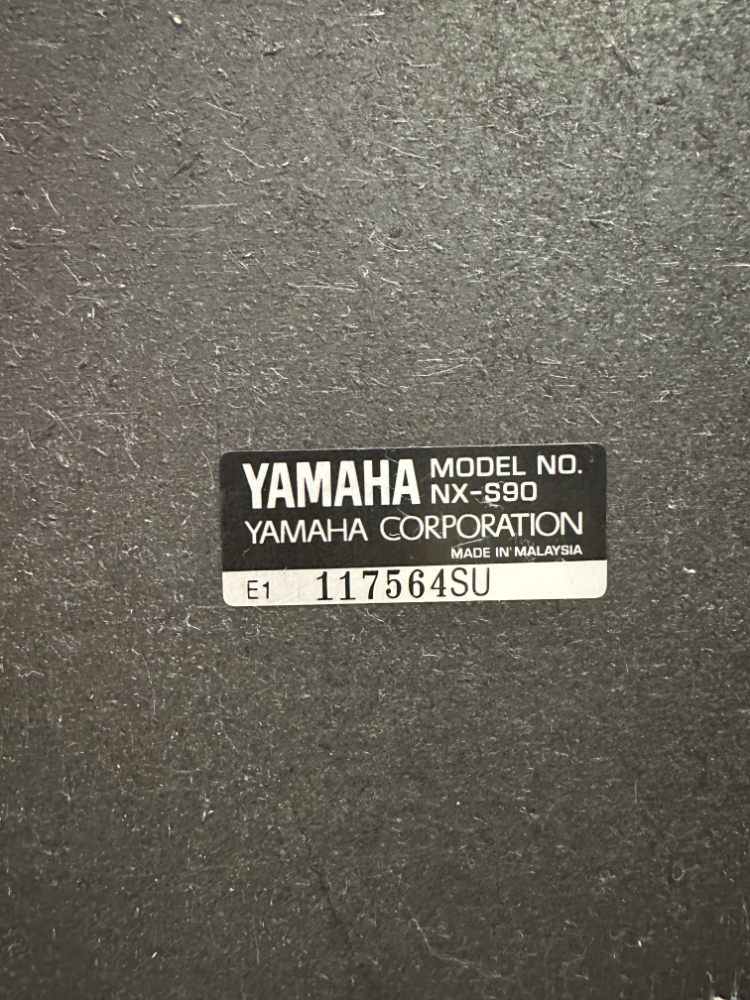 YAMAHA MODEL NO.
NX-S90
YAMAHA CORPORATION
MADE IN MALAYSIA
E1 117564SU